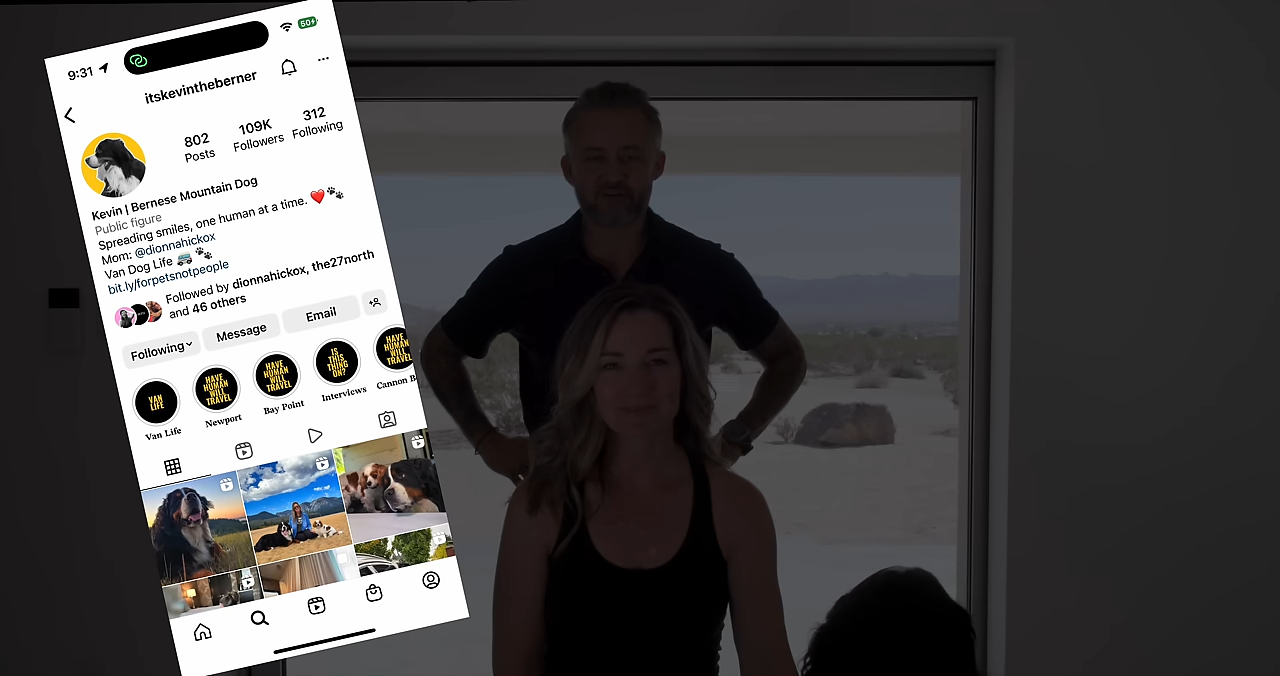 9:31
50
itskevintheberner
802
Posts
109K
Followers
312
Following
Kevin | Bernese Mountain Dog
Public figure
Spreading smiles, one human at a time. ❤️🐾
Mom: @dionnahickox
Van Dog Life 🚐🐾
bit.ly/forpetsnotpeople
Followed by dionnahickox, the27north
and 46 others
Following
Message
Email
VAN
LIFE
HAVE
HUMAN
WILL
TRAVEL
HAVE
HUMAN
WILL
TRAVEL
IS
THIS
THING
ON?
HAVE
HUMAN
WILL
TRAVEL
Van Life
Newport
Bay Point
Interviews
Cannon B